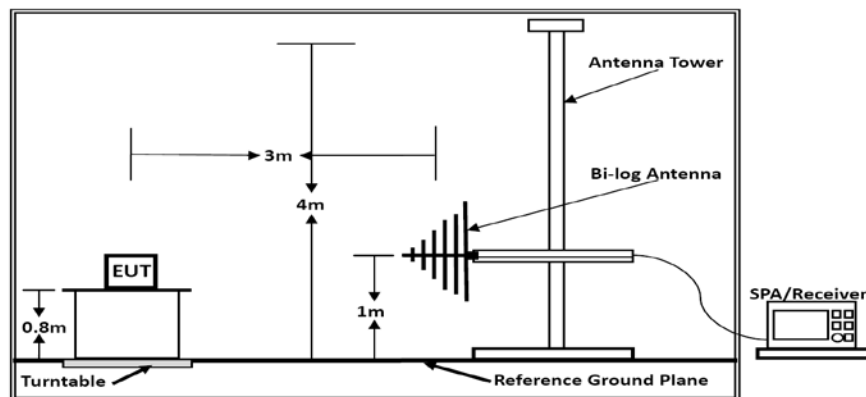 Antenna Tower
3m
Bi-log Antenna
4m
EUT
SPA/Receiver
0.8m
1m
Turntable
Reference Ground Plane